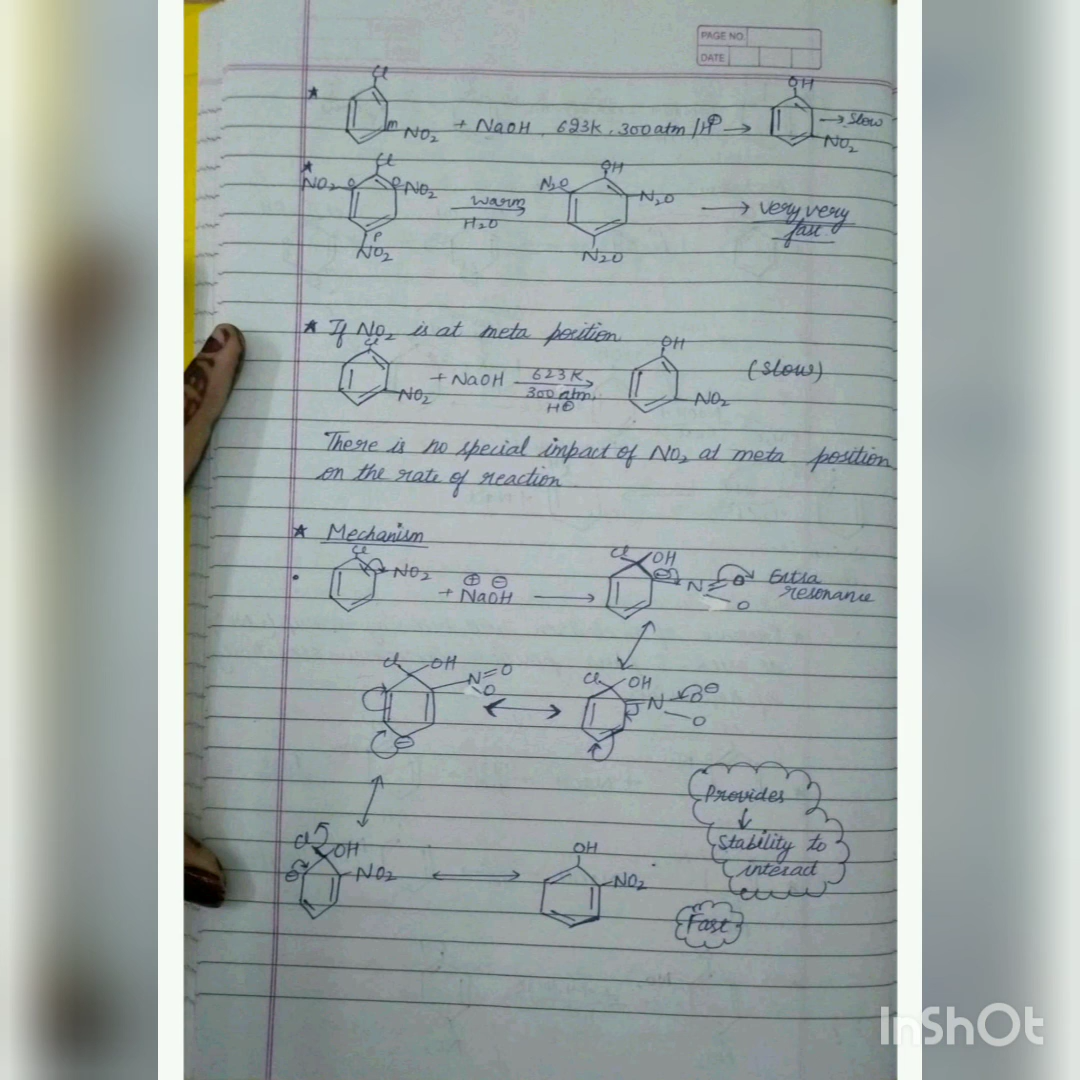 PAGE NO.
DATE
Cl OH
★ m NO2 + NaOH 623K, 300 atm /H⊕ → NO2 → Slow
★ Cl OH
NO2 o o NO2 warm N2O N2O → very very
H2O fast
P
NO2 N2O
★ If NO2 is at meta position
Cl OH
NO2 + NaOH 623K NO2 (Slow)
300 atm,
H⊕
There is no special impact of NO2 at meta position
on the rate of reaction
★ Mechanism
Cl Cl OH
NO2 + ⊕ ⊖ NaOH → ⊖ N O Extra
O resonance
Cl OH N O O ↔ Cl OH N O⊖ O
⊖
Provides
↓
Cl OH OH Stability to
⊖ NO2 ↔ NO2 interact
Fast
InShOt